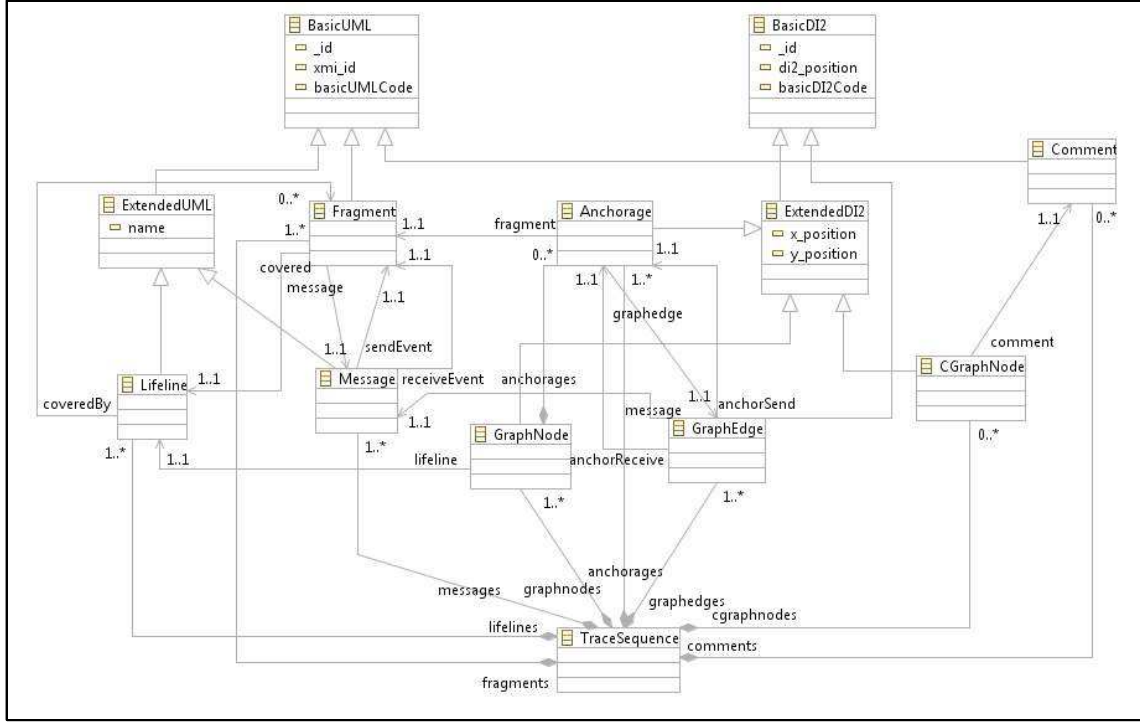 BasicUML
_id
xmi_id
basicUMLCode
BasicDI2
_id
di2_position
basicDI2Code
Comment
ExtendedUML
name
0..*
Fragment
1..*
1..1
fragment
Anchorage
0..*
1..1
ExtendedDI2
x_position
y_position
1..1
0..*
covered
message
1..1
1..1
1..1
1..*
graphedge
1..1
sendEvent
comment
Lifeline
1..1
Message
receiveEvent
anchorages
1..1
CGraphNode
coveredBy
1..1
message
anchorSend
GraphNode
GraphEdge
1..*
1..1
1..*
lifeline
anchorReceive
0..*
1..*
1..*
messages
graphnodes
anchorages
graphedges
cgraphnodes
lifelines
TraceSequence
comments
fragments